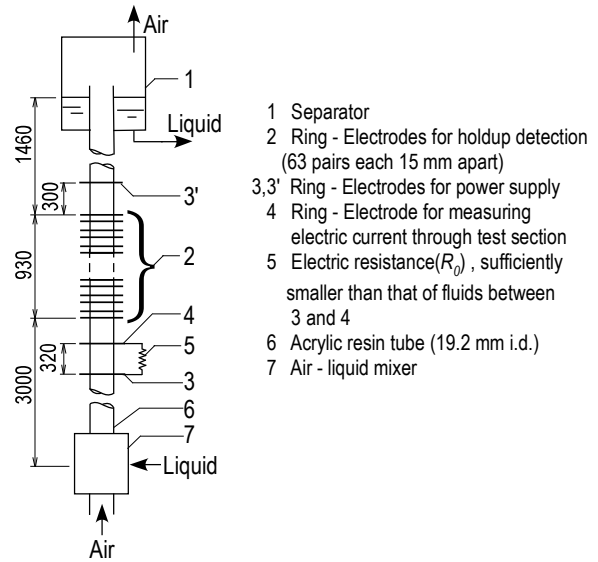 Air
1
Liquid
3'
2
4
5
3
6
7
Liquid
Air
1460
300
930
320
3000
1 Separator
2 Ring - Electrodes for holdup detection
(63 pairs each 15 mm apart)
3,3' Ring - Electrodes for power supply
4 Ring - Electrode for measuring
electric current through test section
5 Electric resistance(R₀) , sufficiently
smaller than that of fluids between
3 and 4
6 Acrylic resin tube (19.2 mm i.d.)
7 Air - liquid mixer